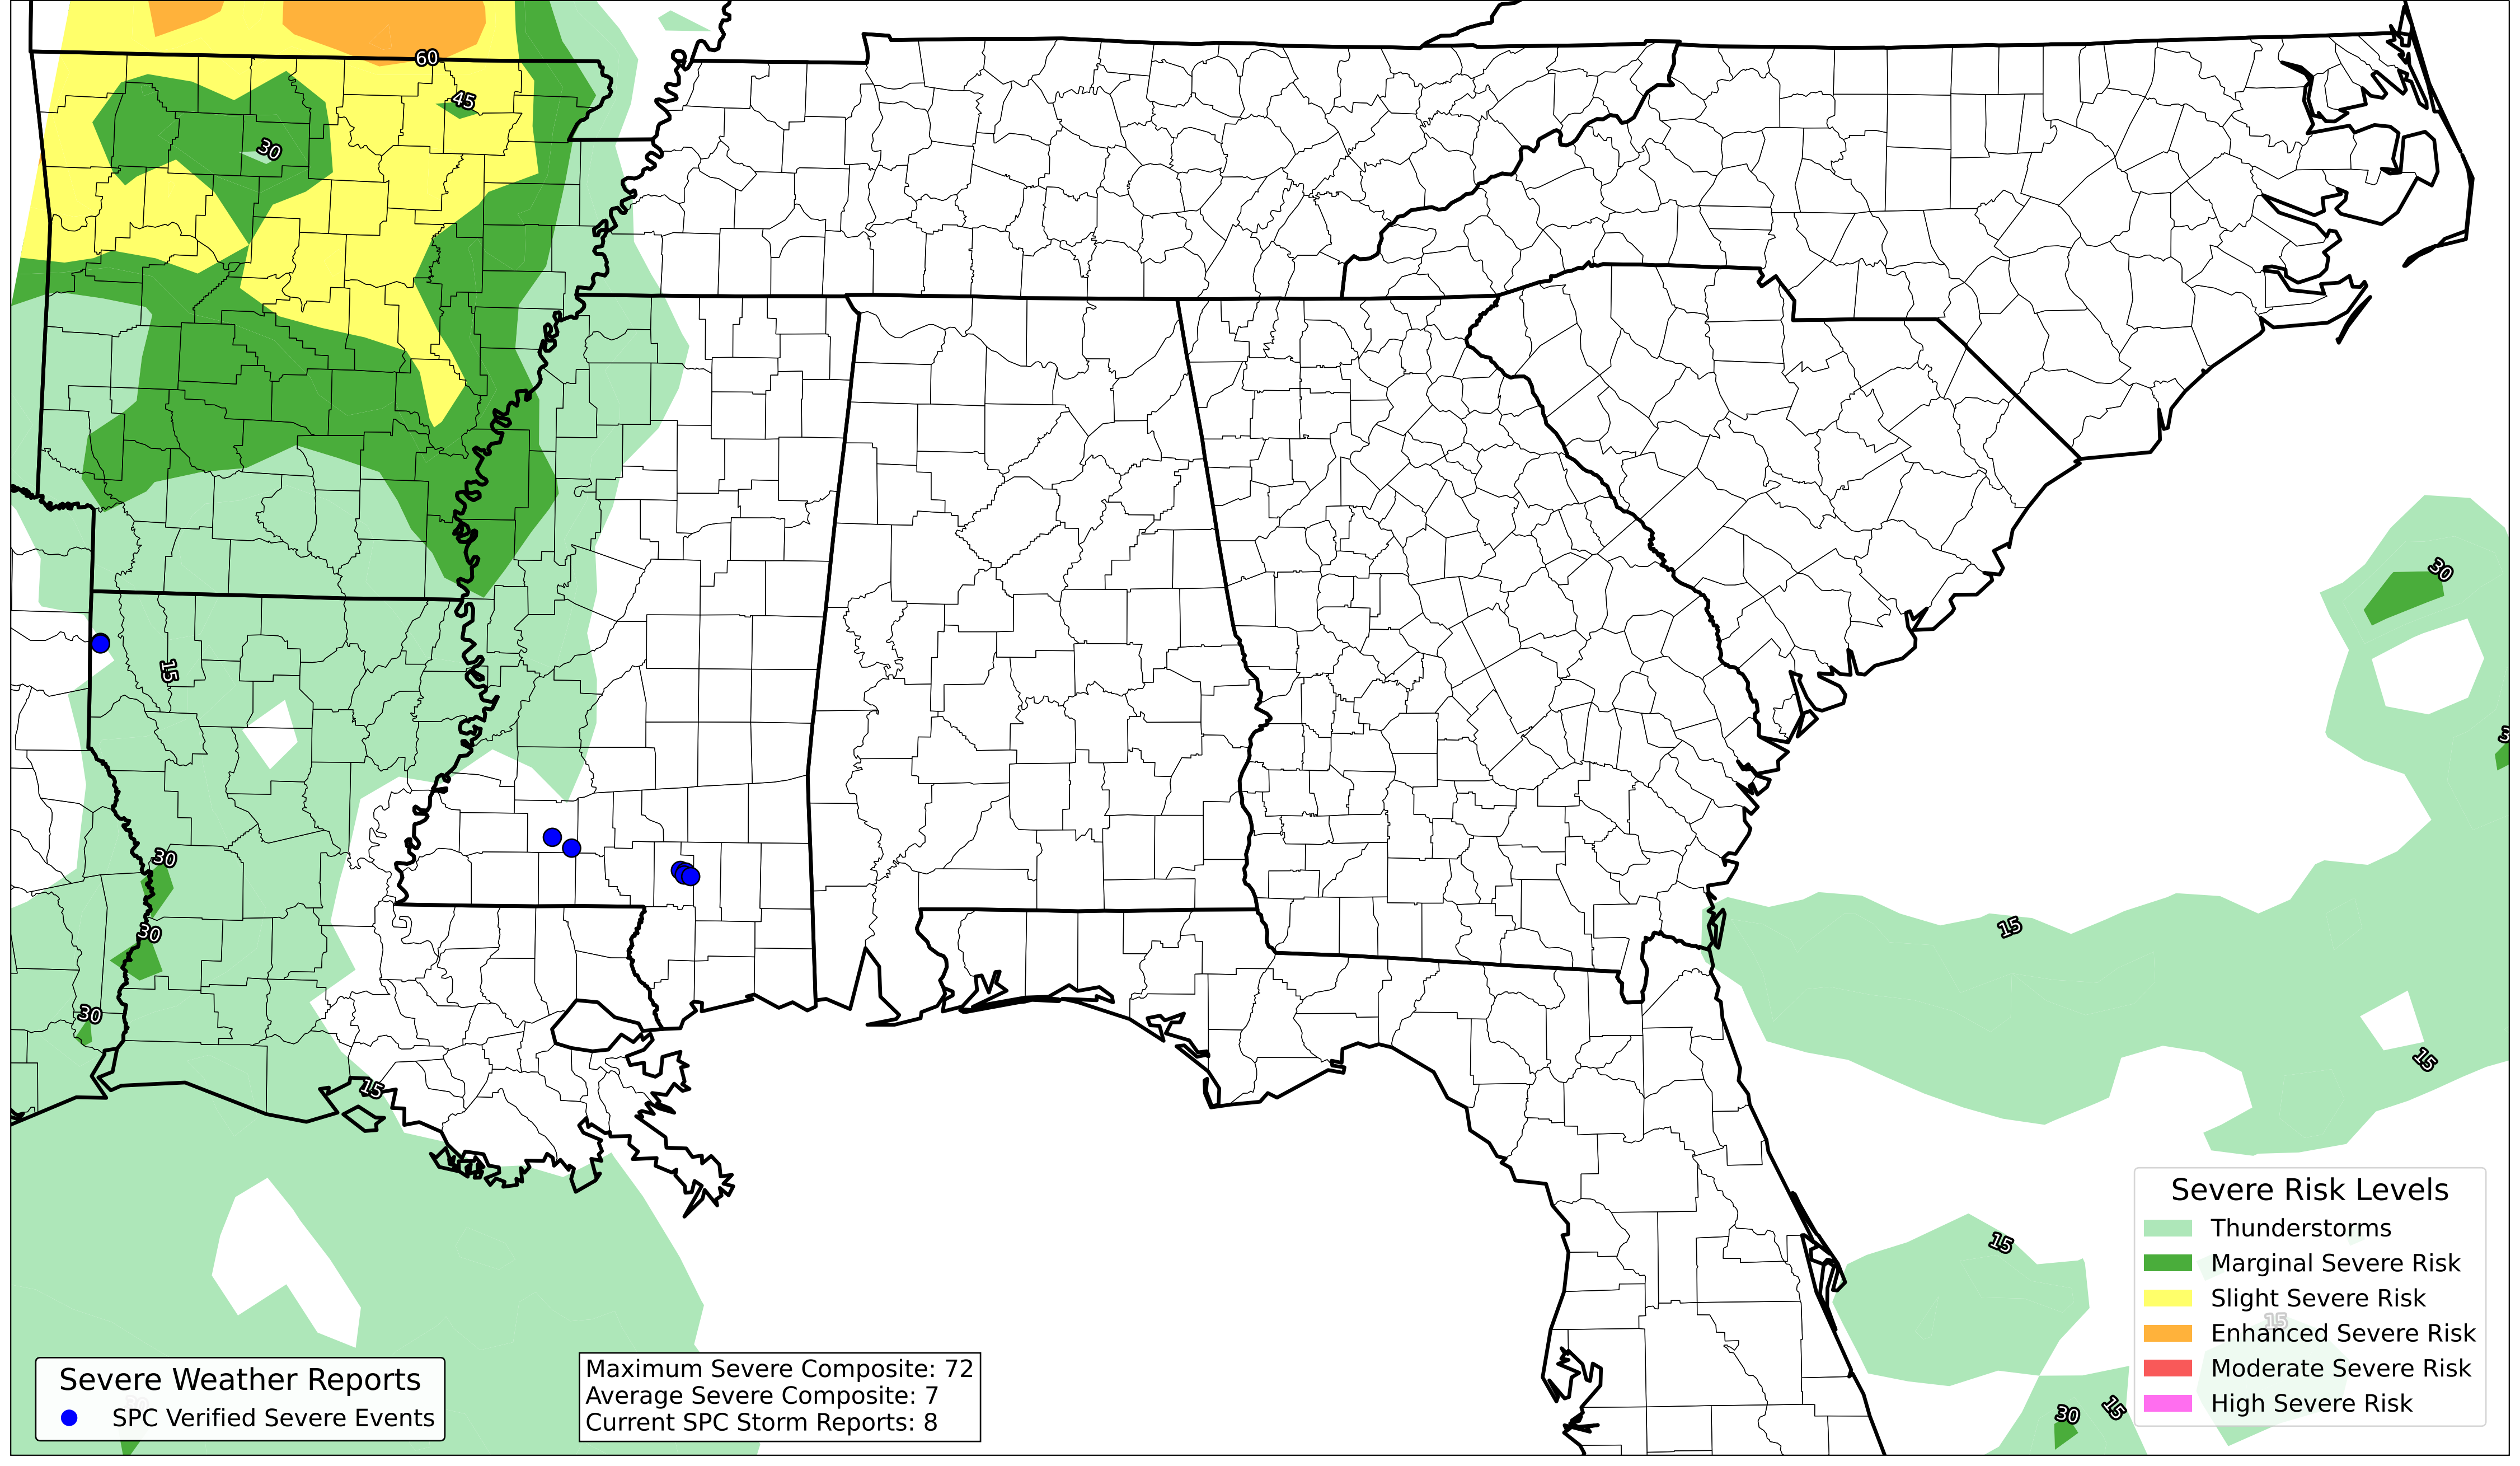 60
45
30
30
15
3
30
15
30
30
15
15
15
Severe Risk Levels
Thunderstorms
Marginal Severe Risk
Slight Severe Risk
15
Enhanced Severe Risk
Moderate Severe Risk
High Severe Risk
30
15
Severe Weather Reports
SPC Verified Severe Events
Maximum Severe Composite: 72
Average Severe Composite: 7
Current SPC Storm Reports: 8